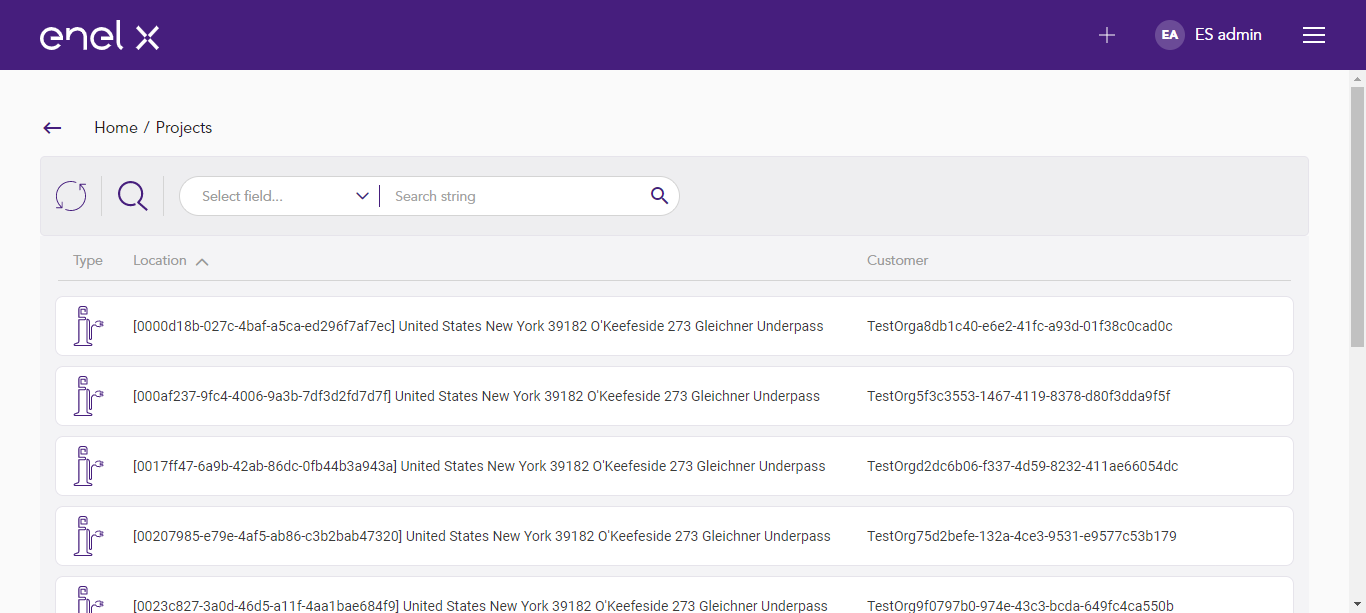 enel x
EA ES admin
Home / Projects
Select field... Search string
Type Location Customer
[0000d18b-027c-4baf-a5ca-ed296f7af7ec] United States New York 39182 O'Keefeside 273 Gleichner Underpass TestOrga8db1c40-e6e2-41fc-a93d-01f38c0cad0c
[000af237-9fc4-4006-9a3b-7df3d2fd7d7f] United States New York 39182 O'Keefeside 273 Gleichner Underpass TestOrg5f3c3553-1467-4119-8378-d80f3dda9f5f
[0017ff47-6a9b-42ab-86dc-0fb44b3a943a] United States New York 39182 O'Keefeside 273 Gleichner Underpass TestOrgd2dc6b06-f337-4d59-8232-411ae66054dc
[00207985-e79e-4af5-ab86-c3b2bab47320] United States New York 39182 O'Keefeside 273 Gleichner Underpass TestOrg75d2befe-132a-4ce3-9531-e9577c53b179
[0023c827-3a0d-46d5-a11f-4aa1bae684f9] United States New York 39182 O'Keefeside 273 Gleichner Underpass TestOrg9f0797b0-974e-43c3-bcda-649fc4ca550b